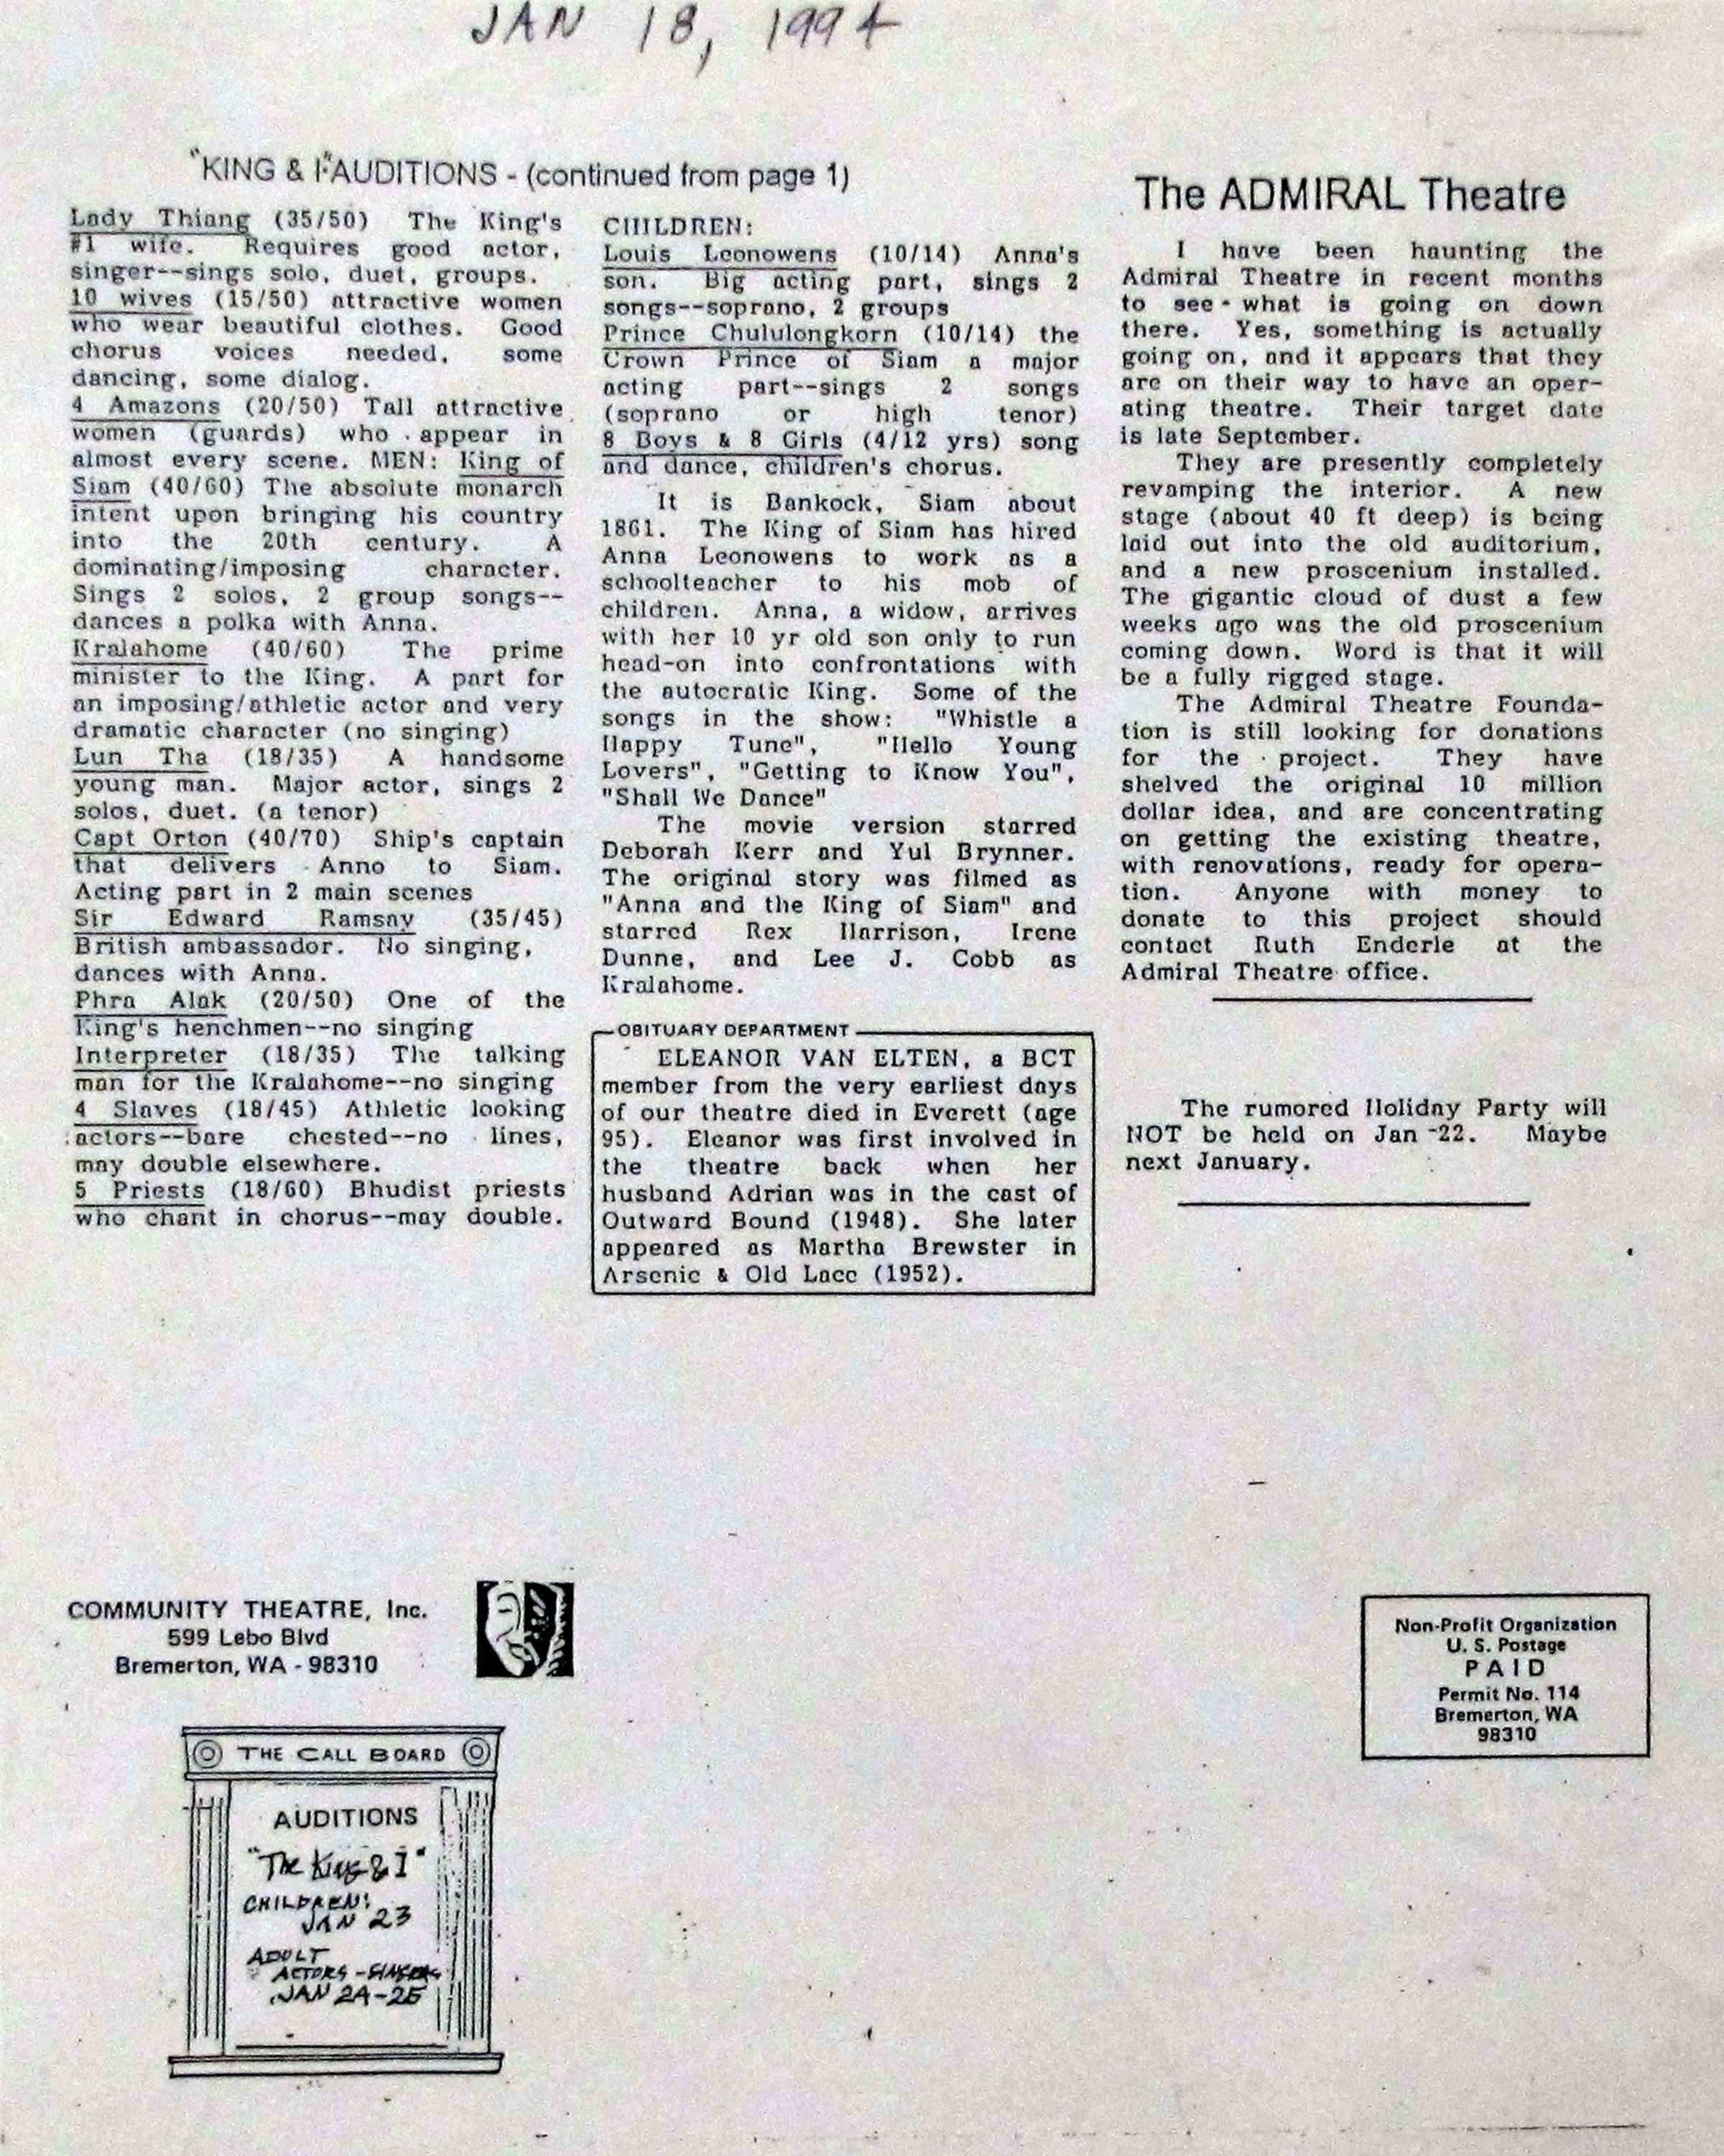 JAN 18, 1994
"KING & I" AUDITIONS - (continued from page 1)
Lady Thiang (35/50) The King's
#1 wife. Requires good actor,
singer--sings solo, duet, groups.
10 wives (15/50) attractive women
who wear beautiful clothes. Good
chorus voices needed, some
dancing, some dialog.
4 Amazons (20/50) Tall attractive
women (guards) who appear in
almost every scene. MEN: King of
Siam (40/60) The absolute monarch
intent upon bringing his country
into the 20th century. A
dominating/imposing character.
Sings 2 solos, 2 group songs--
dances a polka with Anna.
Kralahome (40/60) The prime
minister to the King. A part for
an imposing/athletic actor and very
dramatic character (no singing)
Lun Tha (18/35) A handsome
young man. Major actor, sings 2
solos, duet. (a tenor)
Capt Orton (40/70) Ship's captain
that delivers Anno to Siam.
Acting part in 2 main scenes
Sir Edward Ramsay (35/45)
British ambassador. No singing,
dances with Anna.
Phra Alak (20/50) One of the
King's henchmen--no singing
Interpreter (18/35) The talking
man for the Kralahome--no singing
4 Slaves (18/45) Athletic looking
actors--bare chested--no lines,
may double elsewhere.
5 Priests (18/60) Bhudist priests
who chant in chorus--may double.
CHILDREN:
Louis Leonowens (10/14) Anna's
son. Big acting part, sings 2
songs--soprano, 2 groups
Prince Chululongkorn (10/14) the
Crown Prince of Siam a major
acting part--sings 2 songs
(soprano or high tenor)
8 Boys & 8 Girls (4/12 yrs) song
and dance, children's chorus.
It is Bankock, Siam about
1861. The King of Siam has hired
Anna Leonowens to work as a
schoolteacher to his mob of
children. Anna, a widow, arrives
with her 10 yr old son only to run
head-on into confrontations with
the autocratic King. Some of the
songs in the show: "Whistle a
Happy Tune", "Hello Young
Lovers", "Getting to Know You",
"Shall We Dance"
The movie version starred
Deborah Kerr and Yul Brynner.
The original story was filmed as
"Anna and the King of Siam" and
starred Rex Harrison, Irene
Dunne, and Lee J. Cobb as
Kralahome.
OBITUARY DEPARTMENT
ELEANOR VAN ELTEN, a BCT
member from the very earliest days
of our theatre died in Everett (age
95). Eleanor was first involved in
the theatre back when her
husband Adrian was in the cast of
Outward Bound (1948). She later
appeared as Martha Brewster in
Arsenic & Old Lace (1952).
The ADMIRAL Theatre
I have been haunting the
Admiral Theatre in recent months
to see what is going on down
there. Yes, something is actually
going on, and it appears that they
are on their way to have an oper-
ating theatre. Their target date
is late September.
They are presently completely
revamping the interior. A new
stage (about 40 ft deep) is being
laid out into the old auditorium,
and a new proscenium installed.
The gigantic cloud of dust a few
weeks ago was the old proscenium
coming down. Word is that it will
be a fully rigged stage.
The Admiral Theatre Founda-
tion is still looking for donations
for the project. They have
shelved the original 10 million
dollar idea, and are concentrating
on getting the existing theatre,
with renovations, ready for opera-
tion. Anyone with money to
donate to this project should
contact Ruth Enderle at the
Admiral Theatre office.
The rumored Holiday Party will
NOT be held on Jan 22. Maybe
next January.
COMMUNITY THEATRE, Inc.
599 Lebo Blvd
Bremerton, WA - 98310
Non-Profit Organization
U. S. Postage
PAID
Permit No. 114
Bremerton, WA
98310
THE CALL BOARD
AUDITIONS
"The King & I"
CHILDREN:
JAN 23
ADULT
ACTORS - SINGERS
JAN 24-25